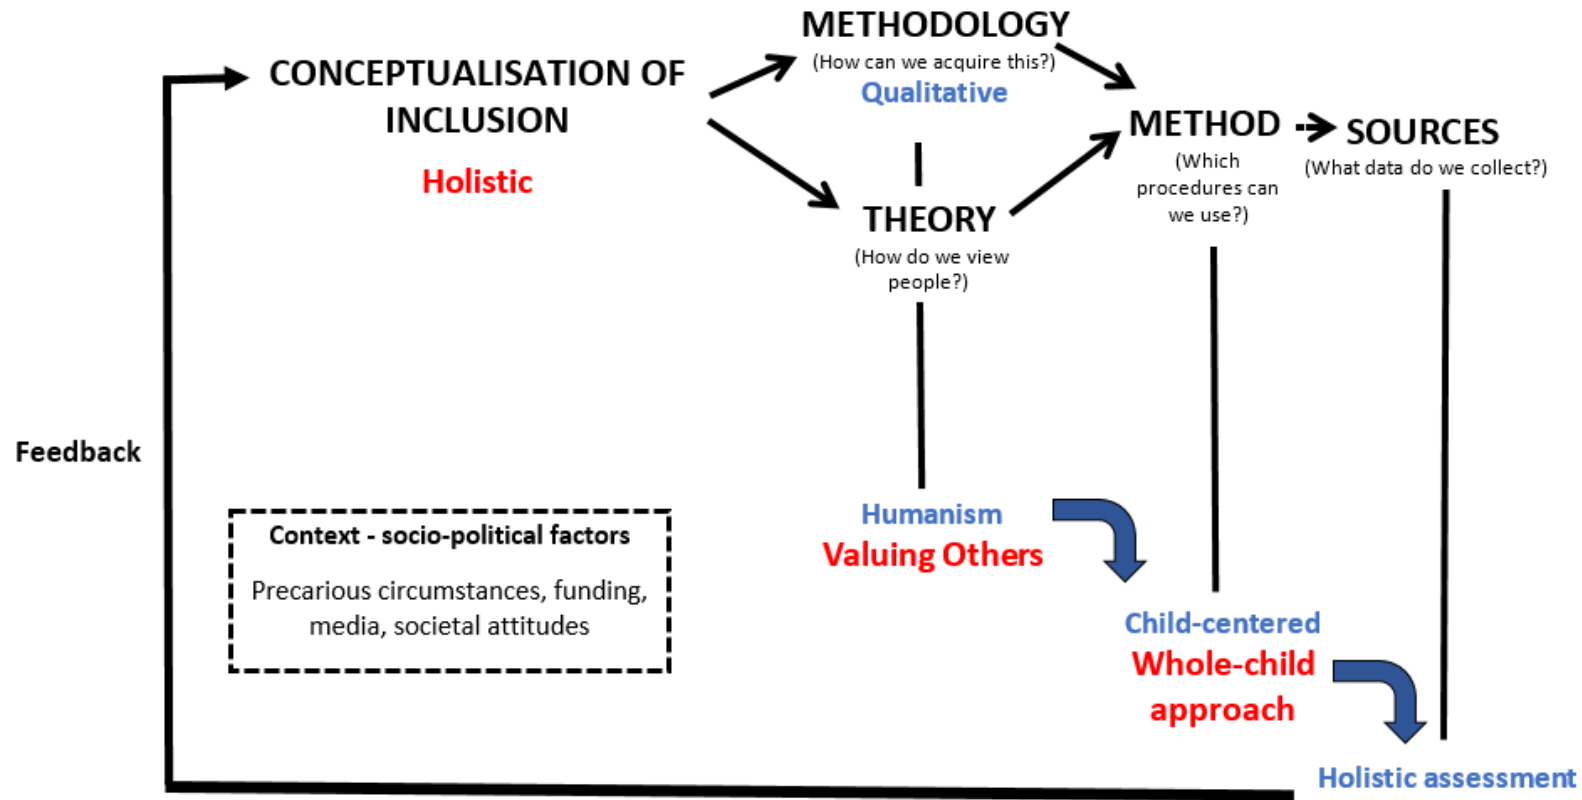 METHODOLOGY
(How can we acquire this?)
Qualitative
CONCEPTUALISATION OF
INCLUSION
Holistic
METHOD
(Which
procedures can
we use?)
SOURCES
(What data do we collect?)
THEORY
(How do we view
people?)
Feedback
Context - socio-political factors
Precarious circumstances, funding,
media, societal attitudes
Humanism
Valuing Others
Child-centered
Whole-child
approach
Holistic assessment